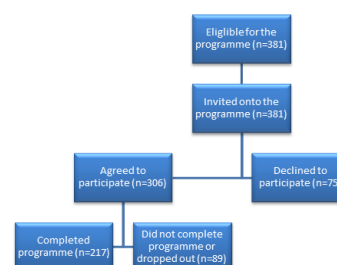 Eligible for the
programme (n=381)
Invited onto the
programme (n=381)
Agreed to
participate (n=306)
Declined to
participate (n=75
Completed
programme (n=217)
Did not complete
programme or
dropped out (n=89)